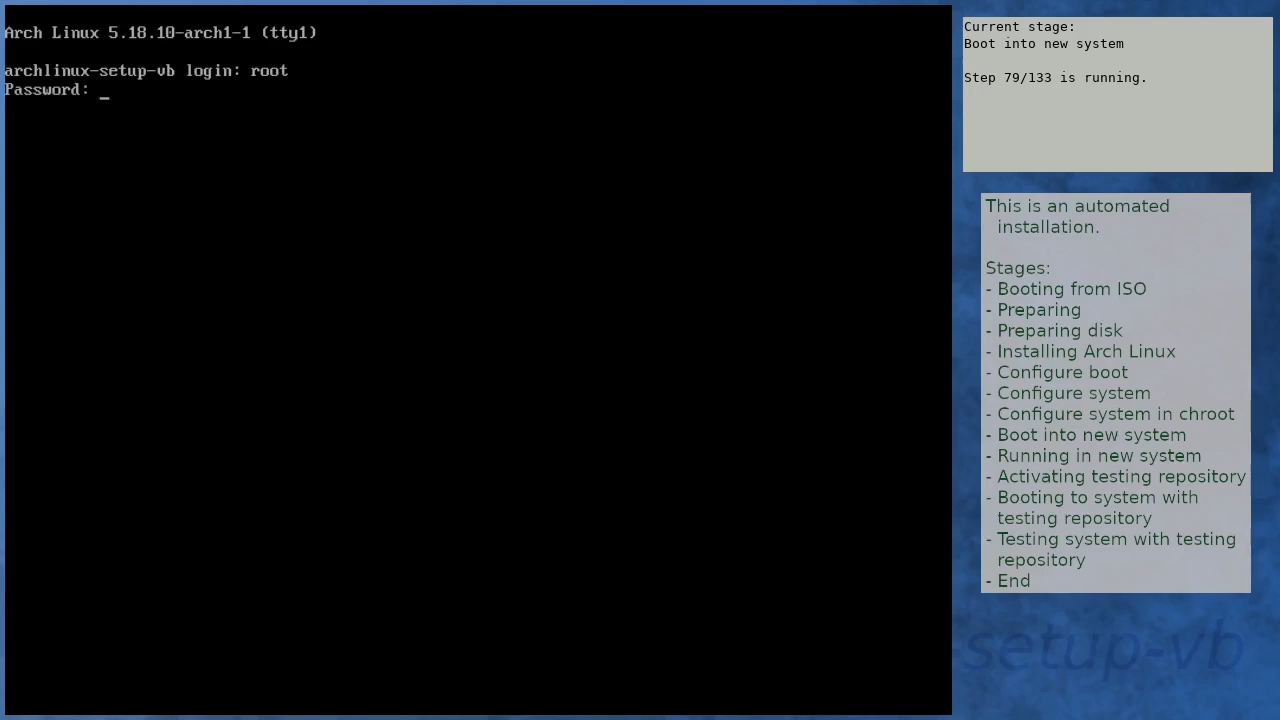 Arch Linux 5.18.10-arch1-1 (tty1)
archlinux-setup-vb login: root
Password: _
Current stage:
Boot into new system
Step 79/133 is running.
This is an automated
installation.
Stages:
- Booting from ISO
- Preparing
- Preparing disk
- Installing Arch Linux
- Configure boot
- Configure system
- Configure system in chroot
- Boot into new system
- Running in new system
- Activating testing repository
- Booting to system with
testing repository
- Testing system with testing
repository
- End
setup-vb